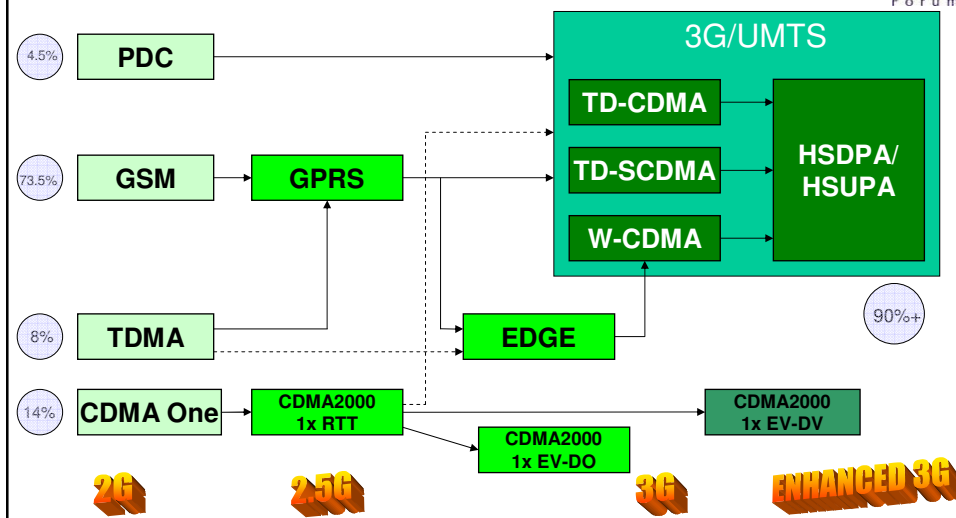 Forum
3G/UMTS
4.5%
PDC
TD-CDMA
73.5%
GSM
GPRS
TD-SCDMA
HSDPA/
HSUPA
W-CDMA
8%
TDMA
EDGE
90%+
14%
CDMA One
CDMA2000
1x RTT
CDMA2000
1x EV-DV
CDMA2000
1x EV-DO
2G
2.5G
3G
ENHANCED 3G